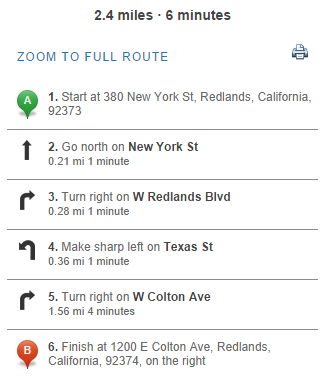 2.4 miles · 6 minutes
ZOOM TO FULL ROUTE
A
1. Start at 380 New York St, Redlands, California,
92373
2. Go north on New York St
0.21 mi 1 minute
3. Turn right on W Redlands Blvd
0.28 mi 1 minute
4. Make sharp left on Texas St
0.36 mi 1 minute
5. Turn right on W Colton Ave
1.56 mi 4 minutes
B
6. Finish at 1200 E Colton Ave, Redlands,
California, 92374, on the right